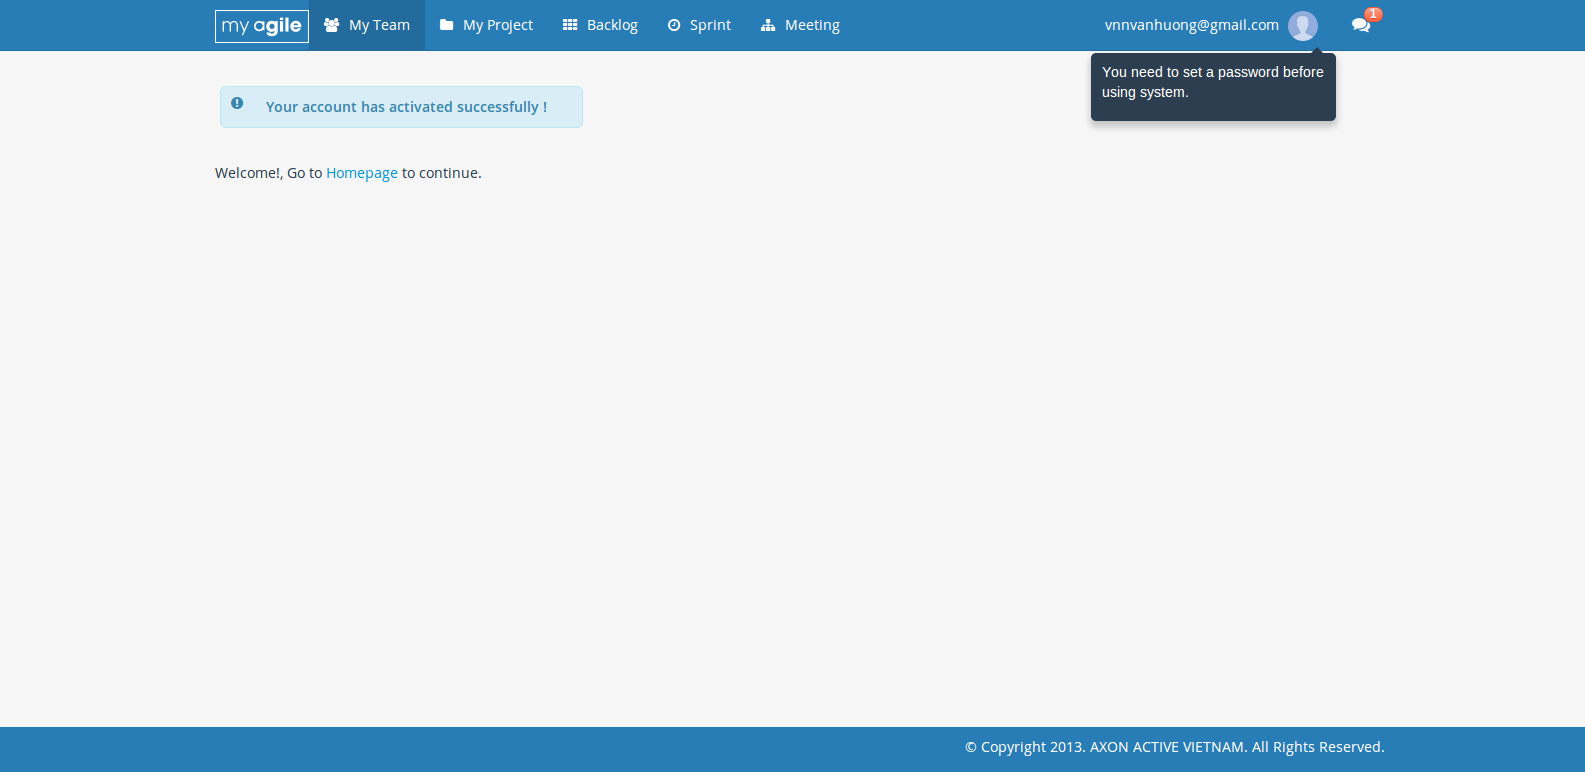 my agile My Team My Project Backlog Sprint Meeting vnnvanhuong@gmail.com 1
You need to set a password before
using system.
Your account has activated successfully !
Welcome!, Go to Homepage to continue.
© Copyright 2013. AXON ACTIVE VIETNAM. All Rights Reserved.